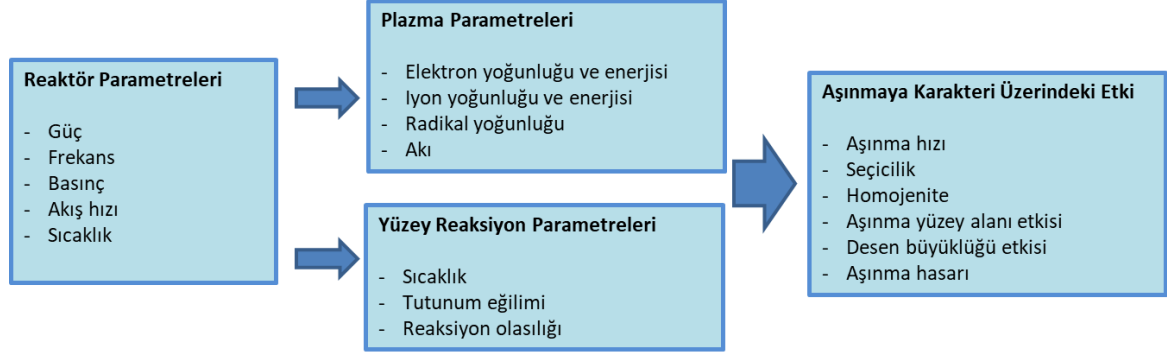 Reaktör Parametreleri
- Güç
- Frekans
- Basınç
- Akış hızı
- Sıcaklık
Plazma Parametreleri
- Elektron yoğunluğu ve enerjisi
- Iyon yoğunluğu ve enerjisi
- Radikal yoğunluğu
- Akı
Yüzey Reaksiyon Parametreleri
- Sıcaklık
- Tutunum eğilimi
- Reaksiyon olasılığı
Aşınmaya Karakteri Üzerindeki Etki
- Aşınma hızı
- Seçicilik
- Homojenite
- Aşınma yüzey alanı etkisi
- Desen büyüklüğü etkisi
- Aşınma hasarı